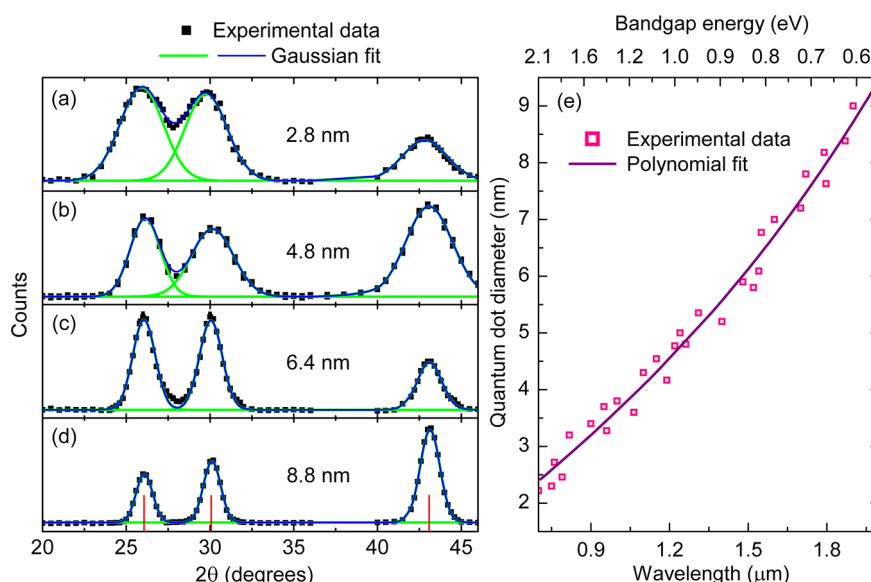 Experimental data
Gaussian fit
(a)
2.8 nm
(b)
4.8 nm
(c)
6.4 nm
(d)
8.8 nm
Counts
20 25 30 35 40 45
2θ (degrees)
Bandgap energy (eV)
2.1 1.6 1.2 1.0 0.8 0.7 0.6
(e)
Experimental data
Polynomial fit
Quantum dot diameter (nm)
9
8
7
6
5
4
3
2
0.9 1.2 1.5 1.8
Wavelength (μm)